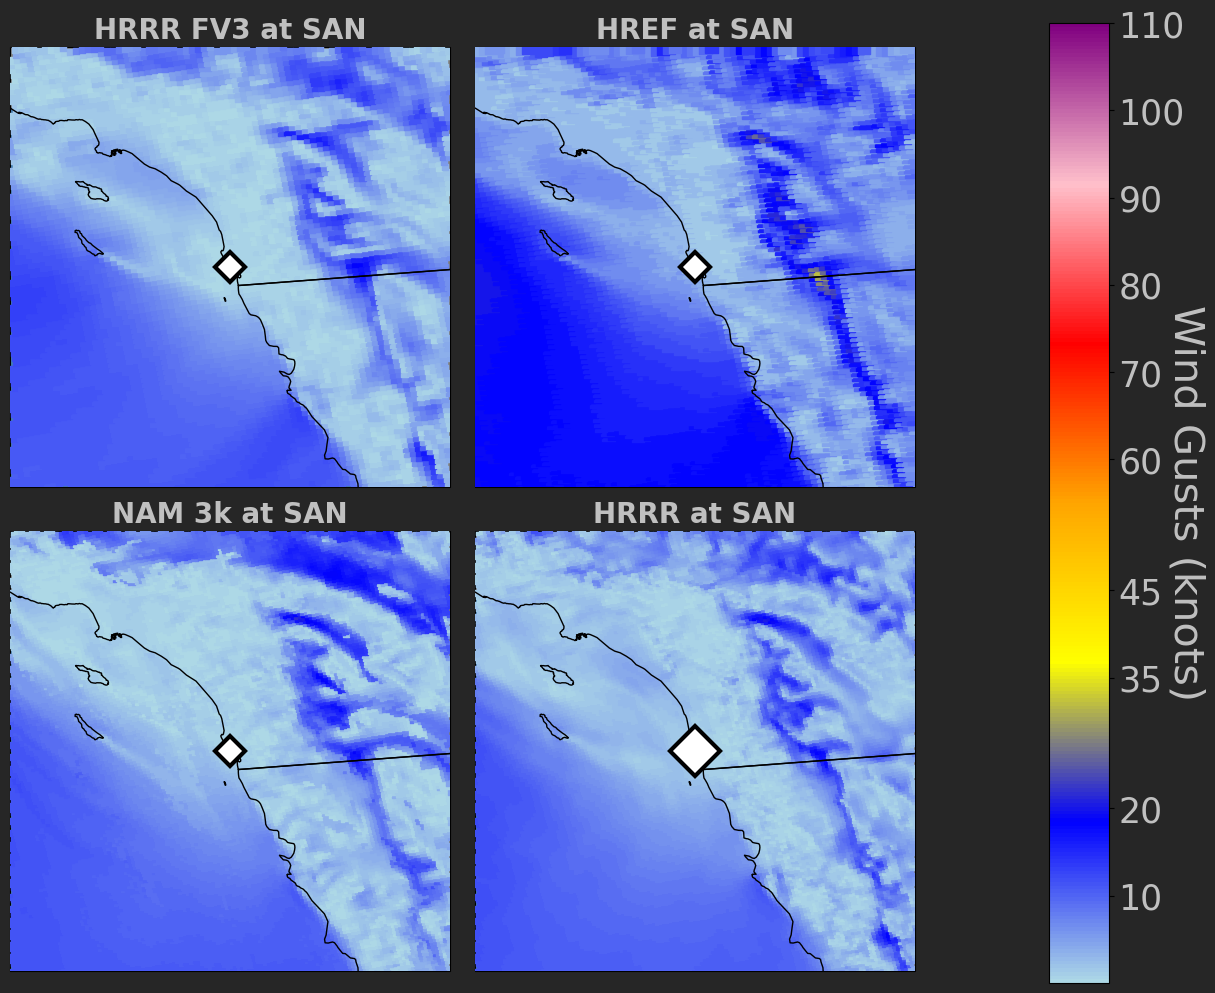 HRRR FV3 at SAN
HREF at SAN
NAM 3k at SAN
HRRR at SAN
110
100
90
80
70
60
45
35
20
10
Wind Gusts (knots)